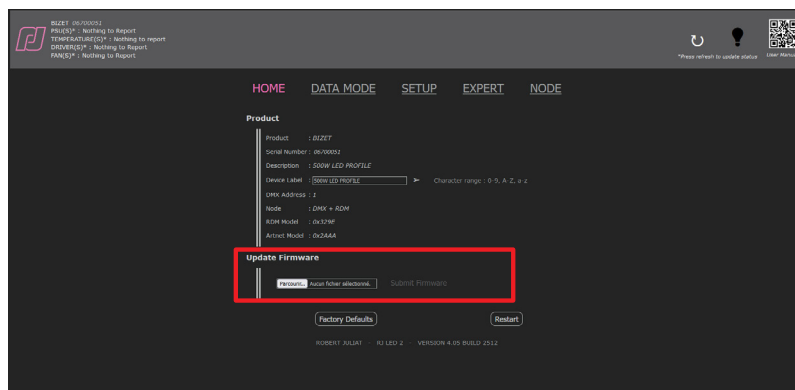 BIZET 06700051
PSU(S)* : Nothing to Report
TEMPERATURE(S)* : Nothing to report
DRIVER(S)* : Nothing to Report
FAN(S)* : Nothing to Report
*Press refresh to update status
User Manual
HOME DATA MODE SETUP EXPERT NODE
Product
Product : BIZET
Serial Number : 06700051
Description : 500W LED PROFILE
Device Label : 500W LED PROFILE Character range : 0-9, A-Z, a-z
DMX Address : 1
Node : DMX + RDM
RDM Model : 0x329E
Artnet Model : 0x2AAA
Update Firmware
Parcourir... Aucun fichier sélectionné. Submit Firmware
Factory Defaults Restart
ROBERT JULIAT - RJ LED 2 - VERSION 4.05 BUILD 2512